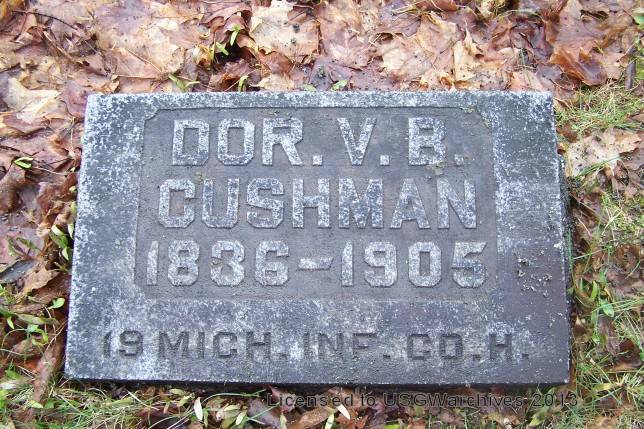 DOR. V. B.
CUSHMAN
1836-1905
19 MICH. INF. CO. H.
Licensed to USGWarchives 2013